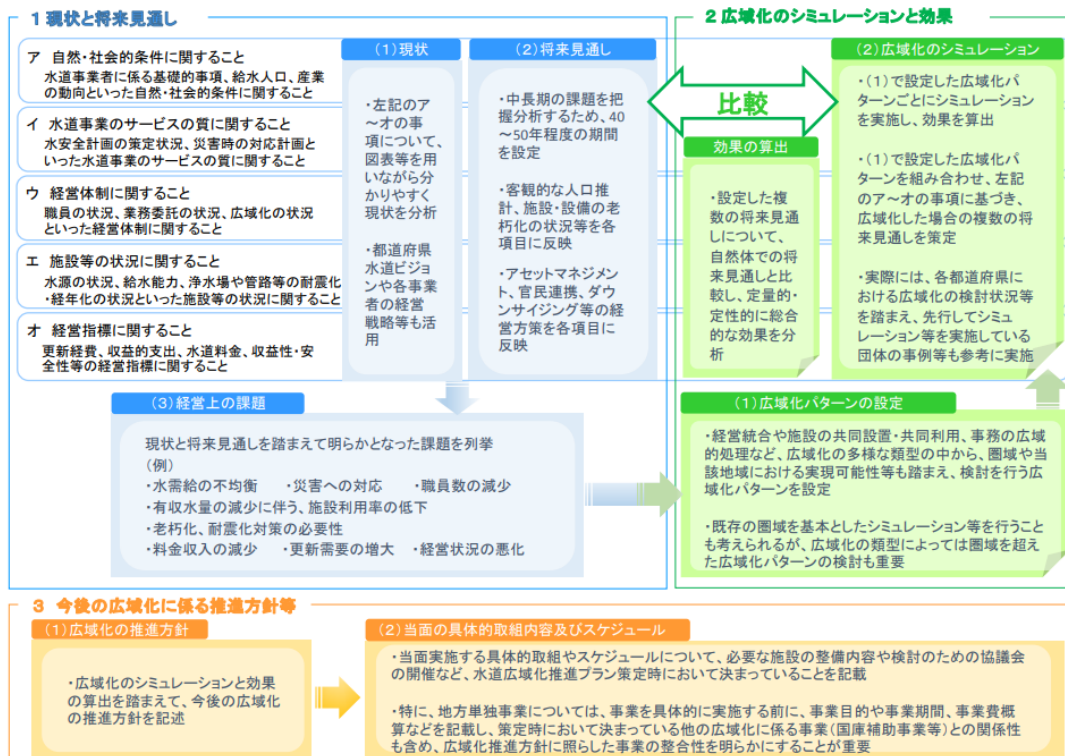 1 現状と将来見通し
ア 自然・社会的条件に関すること
水道事業者に係る基礎的事項、給水人口、産業
の動向といった自然・社会的条件に関すること
イ 水道事業のサービスの質に関すること
水安全計画の策定状況、災害時の対応計画と
いった水道事業のサービスの質に関すること
ウ 経営体制に関すること
職員の状況、業務委託の状況、広域化の状況
といった経営体制に関すること
エ 施設等の状況に関すること
水源の状況、給水能力、浄水場や管路等の耐震化
・経年化の状況といった施設等の状況に関すること
オ 経営指標に関すること
更新経費、収益的支出、水道料金、収益性・安
全性等の経営指標に関すること
(1)現状
・左記のア
～オの事
項について、
図表等を用
いながら分
かりやすく
現状を分析
・都道府県
水道ビジョ
ンや各事業
者の経営
戦略等も活
用
(2)将来見通し
・中長期の課題を把
握分析するため、40
～50年程度の期間
を設定
・客観的な人口推
計、施設・設備の老
朽化の状況等を各
項目に反映
・アセットマネジメン
ト、官民連携、ダウ
ンサイジング等の経
営方策を各項目に
反映
(3)経営上の課題
現状と将来見通しを踏まえて明らかとなった課題を列挙
(例)
・水需給の不均衡 ・災害への対応 ・職員数の減少
・有収水量の減少に伴う、施設利用率の低下
・老朽化、耐震化対策の必要性
・料金収入の減少 ・更新需要の増大 ・経営状況の悪化
2 広域化のシミュレーションと効果
比較
効果の算出
・設定した複
数の将来見通
しについて、
自然体での将
来見通しと比
較し、定量的・
定性的に総合
的な効果を分
析
(2)広域化のシミュレーション
・(1)で設定した広域化パ
ターンごとにシミュレーション
を実施し、効果を算出
・(1)で設定した広域化パ
ターンを組み合わせ、左記
のア～オの事項に基づき、
広域化した場合の複数の将
来見通しを策定
・実際には、各都道府県に
おける広域化の検討状況等
を踏まえ、先行してシミュ
レーション等を実施している
団体の事例等も参考に実施
(1)広域化パターンの設定
・経営統合や施設の共同設置・共同利用、事務の広域
的処理など、広域化の多様な類型の中から、圏域や当
該地域における実現可能性等も踏まえ、検討を行う広
域化パターンを設定
・既存の圏域を基本としたシミュレーション等を行うこと
も考えられるが、広域化の類型によっては圏域を超え
た広域化パターンの検討も重要
3 今後の広域化に係る推進方針等
(1)広域化の推進方針
・広域化のシミュレーションと効果
の算出を踏まえて、今後の広域化
の推進方針を記述
(2)当面の具体的取組内容及びスケジュール
・当面実施する具体的取組やスケジュールについて、必要な施設の整備内容や検討のための協議会
の開催など、水道広域化推進プラン策定時において決まっていることを記載
・特に、地方単独事業については、事業を具体的に実施する前に、事業目的や事業期間、事業費概
算などを記載し、策定時において決まっている他の広域化に係る事業(国庫補助事業等)との関係性
も含め、広域化推進方針に照らした事業の整合性を明らかにすることが重要